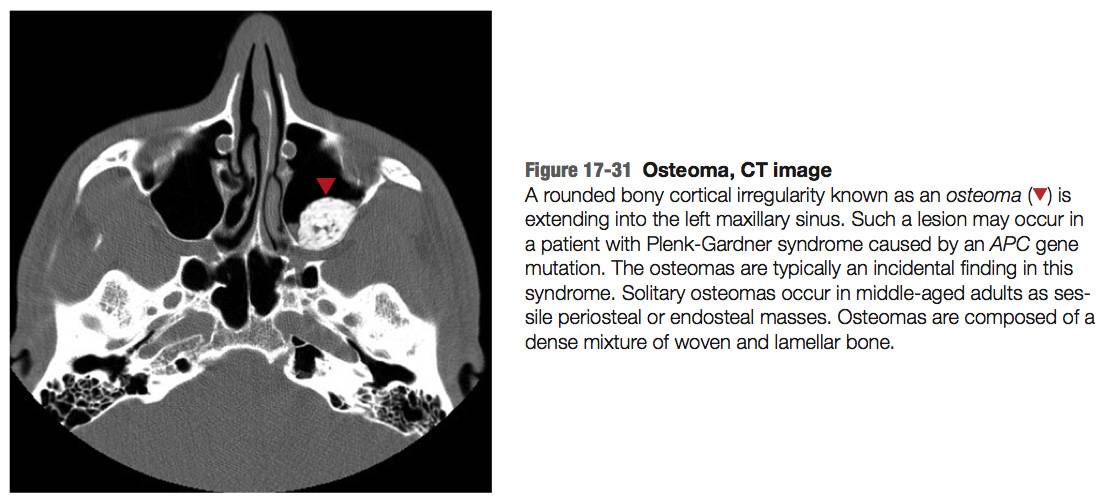 Figure 17-31 Osteoma, CT image
A rounded bony cortical irregularity known as an osteoma (▼) is
extending into the left maxillary sinus. Such a lesion may occur in
a patient with Plenk-Gardner syndrome caused by an APC gene
mutation. The osteomas are typically an incidental finding in this
syndrome. Solitary osteomas occur in middle-aged adults as ses-
sile periosteal or endosteal masses. Osteomas are composed of a
dense mixture of woven and lamellar bone.